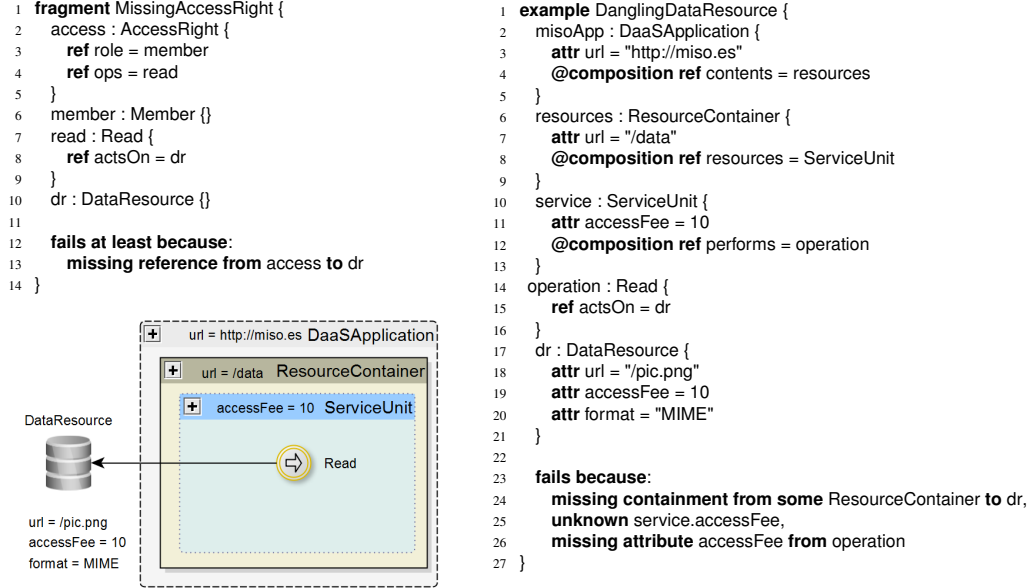 1 fragment MissingAccessRight {
2 access : AccessRight {
3 ref role = member
4 ref ops = read
5 }
6 member : Member {}
7 read : Read {
8 ref actsOn = dr
9 }
10 dr : DataResource {}
11
12 fails at least because:
13 missing reference from access to dr
14 }
url = http://miso.es DaaSApplication
url = /data ResourceContainer
accessFee = 10 ServiceUnit
DataResource
Read
url = /pic.png
accessFee = 10
format = MIME
1 example DanglingDataResource {
2 misoApp : DaaSApplication {
3 attr url = "http://miso.es"
4 @composition ref contents = resources
5 }
6 resources : ResourceContainer {
7 attr url = "/data"
8 @composition ref resources = ServiceUnit
9 }
10 service : ServiceUnit {
11 attr accessFee = 10
12 @composition ref performs = operation
13 }
14 operation : Read {
15 ref actsOn = dr
16 }
17 dr : DataResource {
18 attr url = "/pic.png"
19 attr accessFee = 10
20 attr format = "MIME"
21 }
22
23 fails because:
24 missing containment from some ResourceContainer to dr,
25 unknown service.accessFee,
26 missing attribute accessFee from operation
27 }